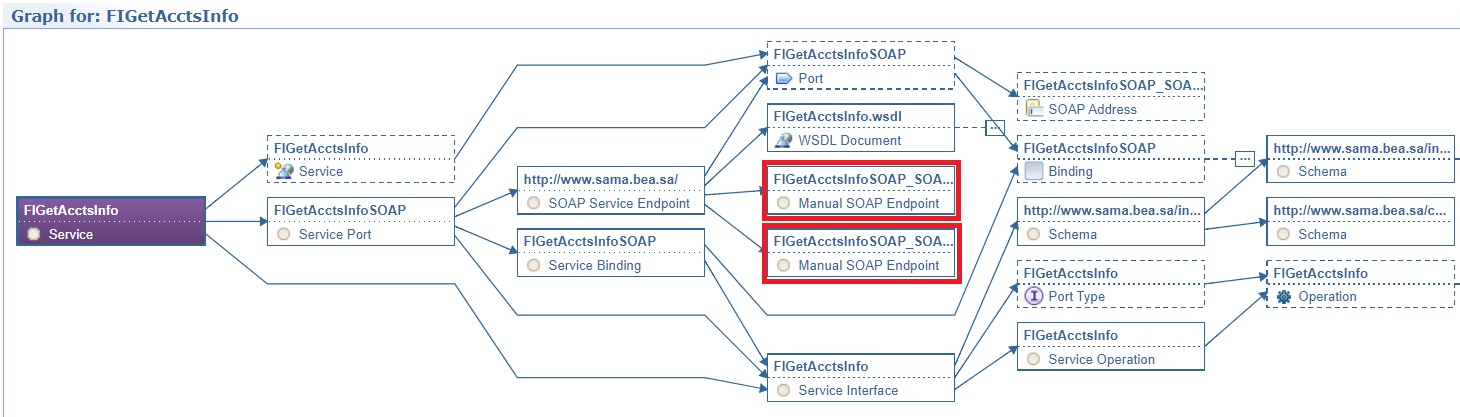 Graph for: FIGetAcctsInfo
FIGetAcctsInfo
Service
FIGetAcctsInfo
Service
FIGetAcctsInfoSOAP
Service Port
http://www.sama.bea.sa/
SOAP Service Endpoint
FIGetAcctsInfoSOAP
Service Binding
FIGetAcctsInfoSOAP
Port
FIGetAcctsInfo.wsdl
WSDL Document
...
FIGetAcctsInfoSOAP_SOA...
Manual SOAP Endpoint
FIGetAcctsInfoSOAP_SOA...
Manual SOAP Endpoint
FIGetAcctsInfo
Service Interface
FIGetAcctsInfoSOAP_SOA...
SOAP Address
FIGetAcctsInfoSOAP
Binding
...
http://www.sama.bea.sa/in...
Schema
FIGetAcctsInfo
Port Type
FIGetAcctsInfo
Service Operation
http://www.sama.bea.sa/in...
Schema
http://www.sama.bea.sa/c...
Schema
FIGetAcctsInfo
Operation